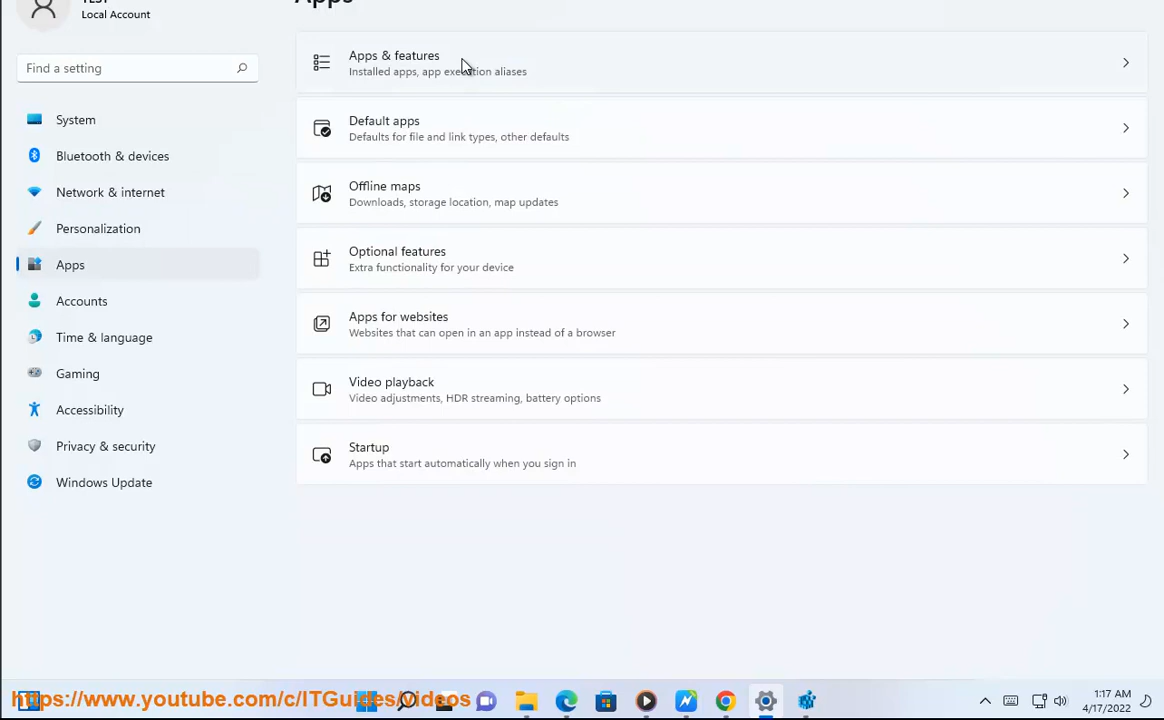 Apps
TEST
Local Account
Find a setting
System
Bluetooth & devices
Network & internet
Personalization
Apps
Accounts
Time & language
Gaming
Accessibility
Privacy & security
Windows Update
Apps & features
Installed apps, app execution aliases
Default apps
Defaults for file and link types, other defaults
Offline maps
Downloads, storage location, map updates
Optional features
Extra functionality for your device
Apps for websites
Websites that can open in an app instead of a browser
Video playback
Video adjustments, HDR streaming, battery options
Startup
Apps that start automatically when you sign in
https://www.youtube.com/c/ITGuides/videos
1:17 AM
4/17/2022